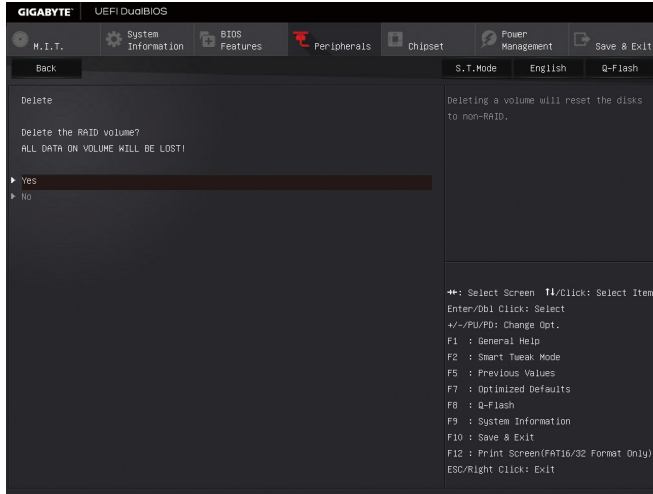 GIGABYTE™ UEFI DualBIOS
M.I.T.
System Information
BIOS Features
Peripherals
Chipset
Power Management
Save & Exit
Back
S.T.Mode English Q-Flash
Delete
Delete the RAID volume?
ALL DATA ON VOLUME WILL BE LOST!
Yes
No
Deleting a volume will reset the disks
to non-RAID.
→←: Select Screen ↑↓/Click: Select Item
Enter/Dbl Click: Select
+/-/PU/PD: Change Opt.
F1 : General Help
F2 : Smart Tweak Mode
F5 : Previous Values
F7 : Optimized Defaults
F8 : Q-Flash
F9 : System Information
F10 : Save & Exit
F12 : Print Screen(FAT16/32 Format Only)
ESC/Right Click: Exit